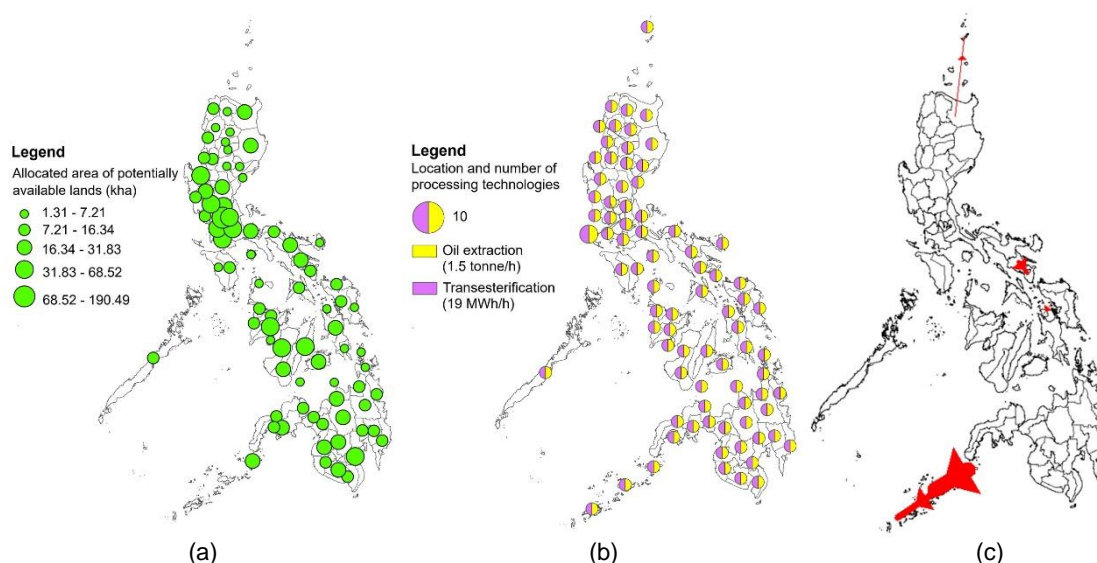 Legend
Allocated area of potentially
available lands (kha)
1.31 - 7.21
7.21 - 16.34
16.34 - 31.83
31.83 - 68.52
68.52 - 190.49
(a)
Legend
Location and number of
processing technologies
10
Oil extraction
(1.5 tonne/h)
Transesterification
(19 MWh/h)
(b)
(c)